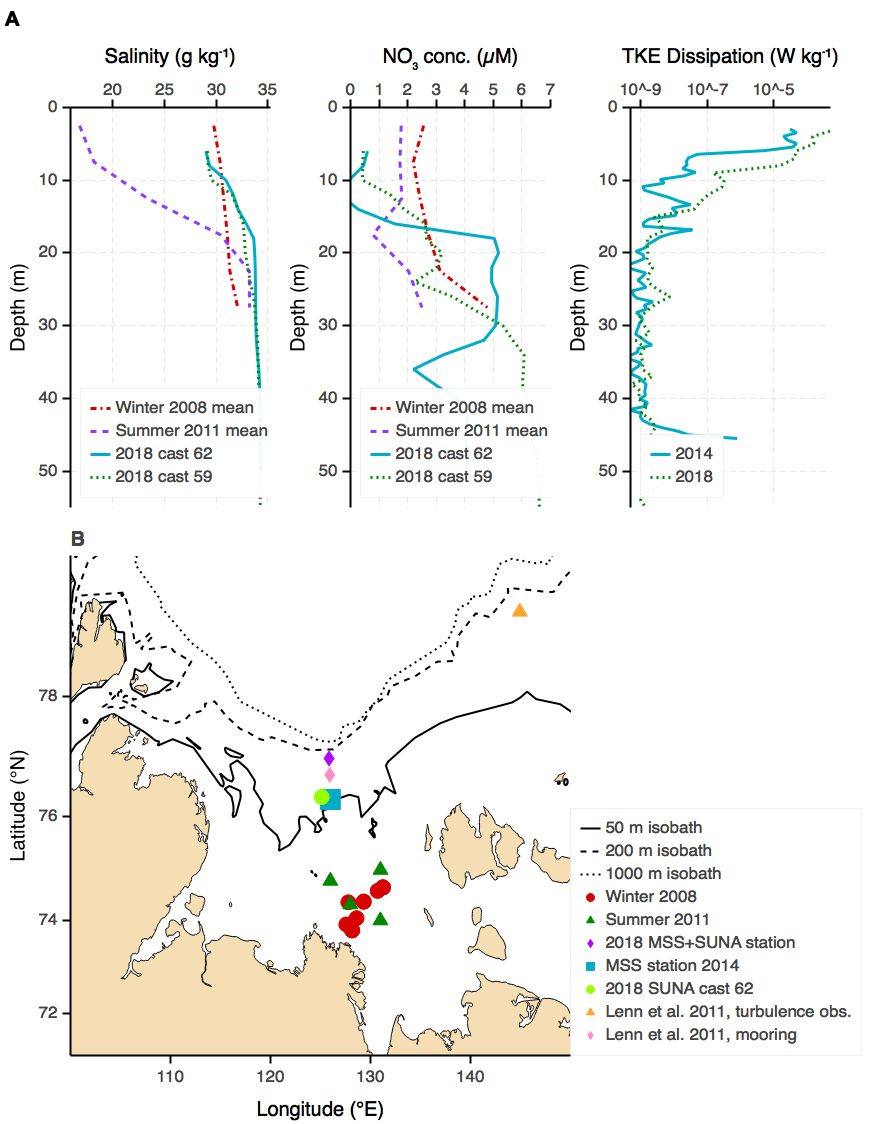 A
Salinity (g kg⁻¹)
NO₃ conc. (µM)
TKE Dissipation (W kg⁻¹)
20 25 30 35
0 1 2 3 4 5 6 7
10^-9 10^-7 10^-5
0
10
20
30
40
50
Depth (m)
Winter 2008 mean
Summer 2011 mean
2018 cast 62
2018 cast 59
0
10
20
30
40
50
Depth (m)
Winter 2008 mean
Summer 2011 mean
2018 cast 62
2018 cast 59
0
10
20
30
40
50
Depth (m)
2014
2018
B
78
76
74
72
Latitude (°N)
110 120 130 140
Longitude (°E)
50 m isobath
200 m isobath
1000 m isobath
Winter 2008
Summer 2011
2018 MSS+SUNA station
MSS station 2014
2018 SUNA cast 62
Lenn et al. 2011, turbulence obs.
Lenn et al. 2011, mooring